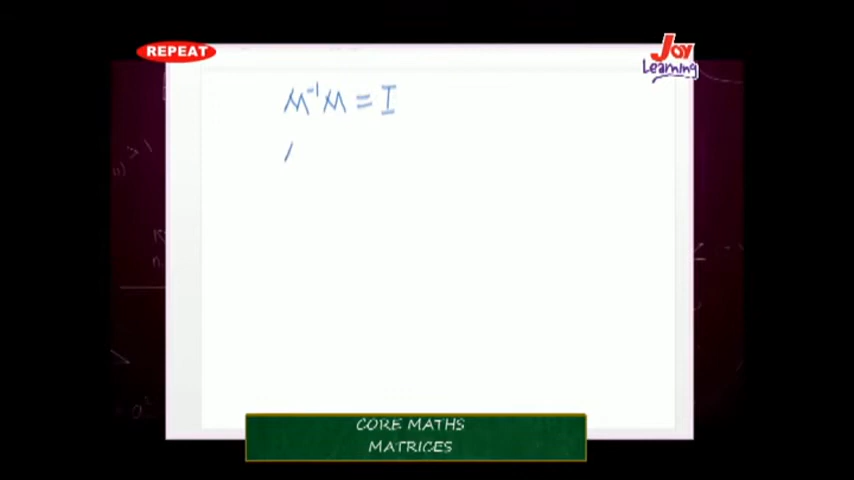 REPEAT
Joy
Learning
M⁻¹M = I
CORE MATHS
MATRICES